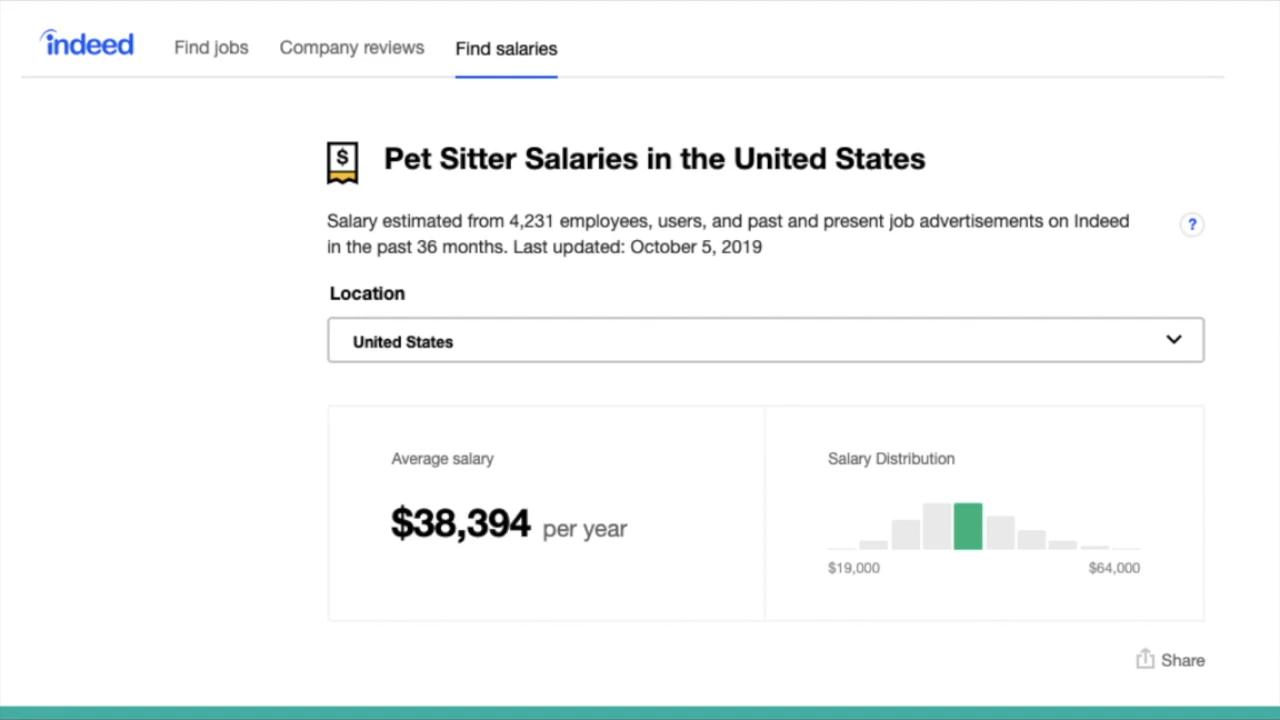 indeed Find jobs Company reviews Find salaries
$ Pet Sitter Salaries in the United States
Salary estimated from 4,231 employees, users, and past and present job advertisements on Indeed ?
in the past 36 months. Last updated: October 5, 2019
Location
United States
Average salary
$38,394 per year
Salary Distribution
$19,000 $64,000
Share